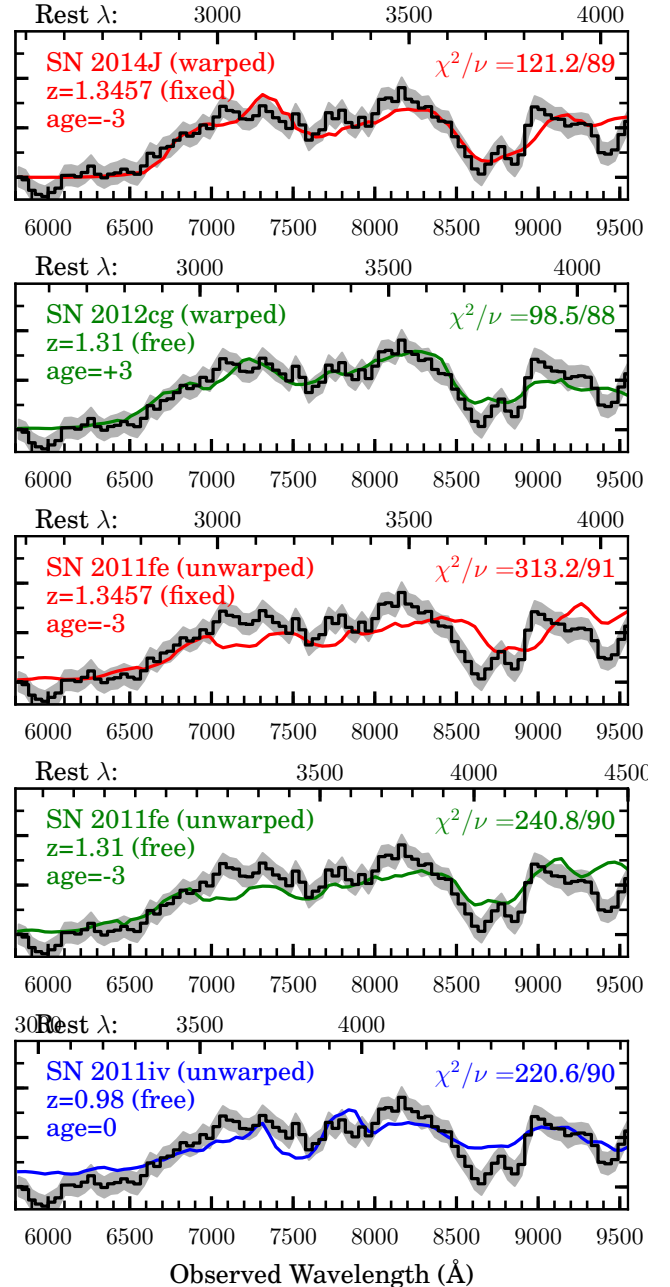 Rest λ: 3000 3500 4000
SN 2014J (warped) χ²/ν =121.2/89
z=1.3457 (fixed)
age=-3
6000 6500 7000 7500 8000 8500 9000 9500
Rest λ: 3000 3500 4000
SN 2012cg (warped) χ²/ν =98.5/88
z=1.31 (free)
age=+3
6000 6500 7000 7500 8000 8500 9000 9500
Rest λ: 3000 3500 4000
SN 2011fe (unwarped) χ²/ν =313.2/91
z=1.3457 (fixed)
age=-3
6000 6500 7000 7500 8000 8500 9000 9500
Rest λ: 3500 4000 4500
SN 2011fe (unwarped) χ²/ν =240.8/90
z=1.31 (free)
age=-3
6000 6500 7000 7500 8000 8500 9000 9500
3000 Rest λ: 3500 4000
SN 2011iv (unwarped) χ²/ν =220.6/90
z=0.98 (free)
age=0
6000 6500 7000 7500 8000 8500 9000 9500
Observed Wavelength (Å)